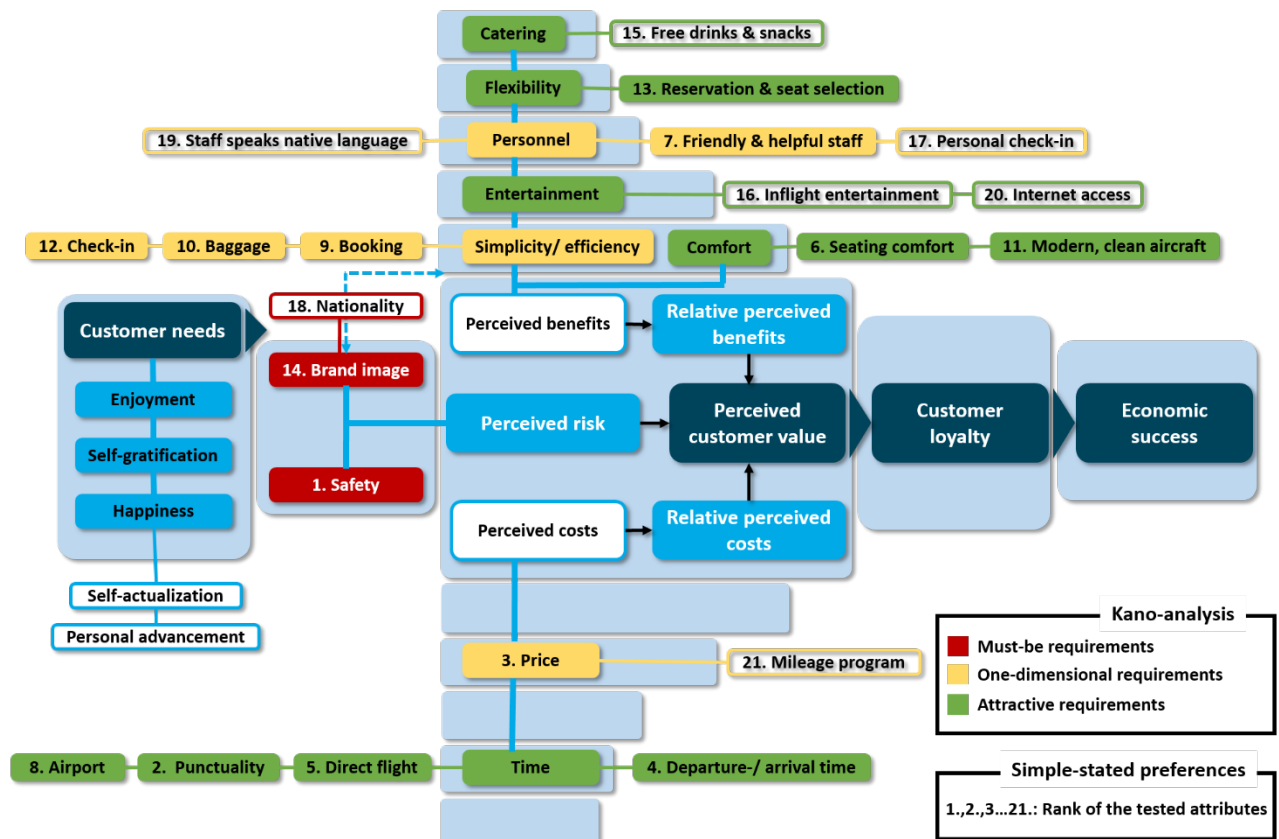 Catering
15. Free drinks & snacks
Flexibility
13. Reservation & seat selection
19. Staff speaks native language
Personnel
7. Friendly & helpful staff
17. Personal check-in
Entertainment
16. Inflight entertainment
20. Internet access
12. Check-in
10. Baggage
9. Booking
Simplicity/ efficiency
Comfort
6. Seating comfort
11. Modern, clean aircraft
Customer needs
Enjoyment
Self-gratification
Happiness
Self-actualization
Personal advancement
18. Nationality
14. Brand image
1. Safety
Perceived benefits
Relative perceived
benefits
Perceived risk
Perceived
customer value
Customer
loyalty
Economic
success
Perceived costs
Relative perceived
costs
3. Price
21. Mileage program
8. Airport
2. Punctuality
5. Direct flight
Time
4. Departure-/ arrival time
Kano-analysis
Must-be requirements
One-dimensional requirements
Attractive requirements
Simple-stated preferences
1.,2.,3...21.: Rank of the tested attributes